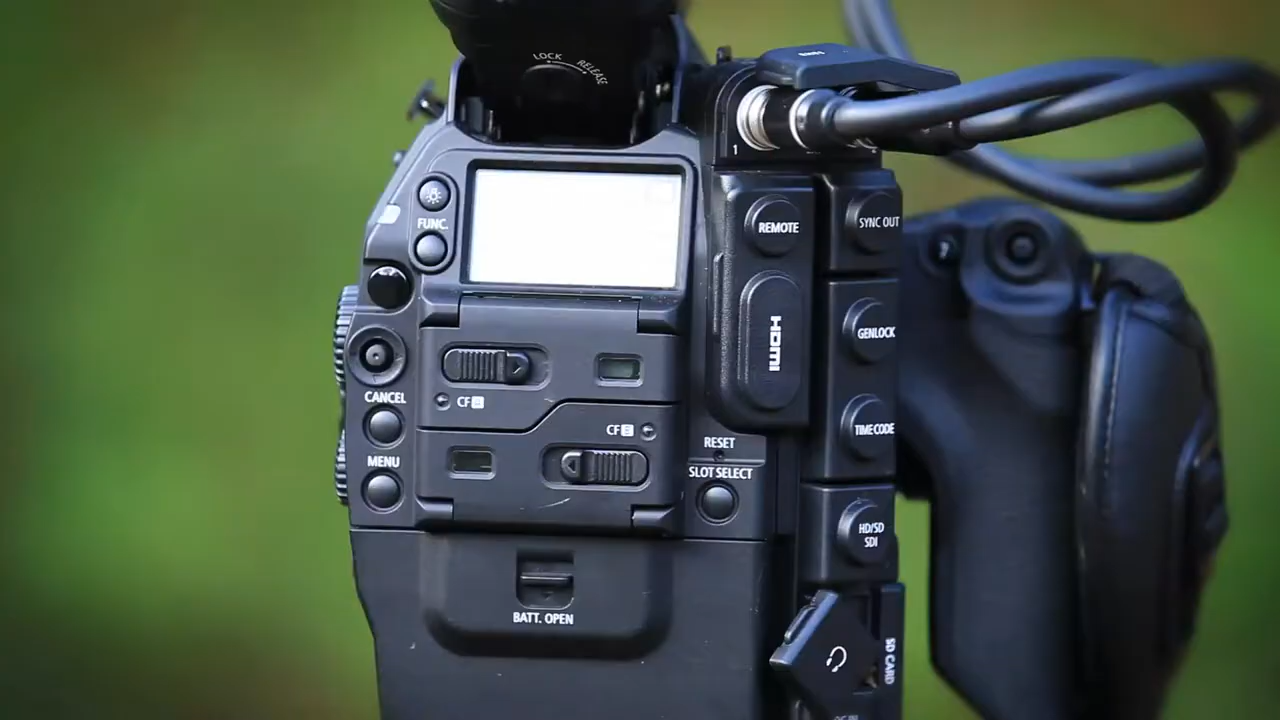 LOCK RELEASE
1
FUNC.
REMOTE
SYNC OUT
HDMI
GENLOCK
CANCEL
CF A
CF B
TIME CODE
RESET
MENU
SLOT SELECT
HD/SD
SDI
BATT. OPEN
SD CARD